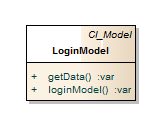 CI_Model
LoginModel
+ getData() :var
+ loginModel() :var